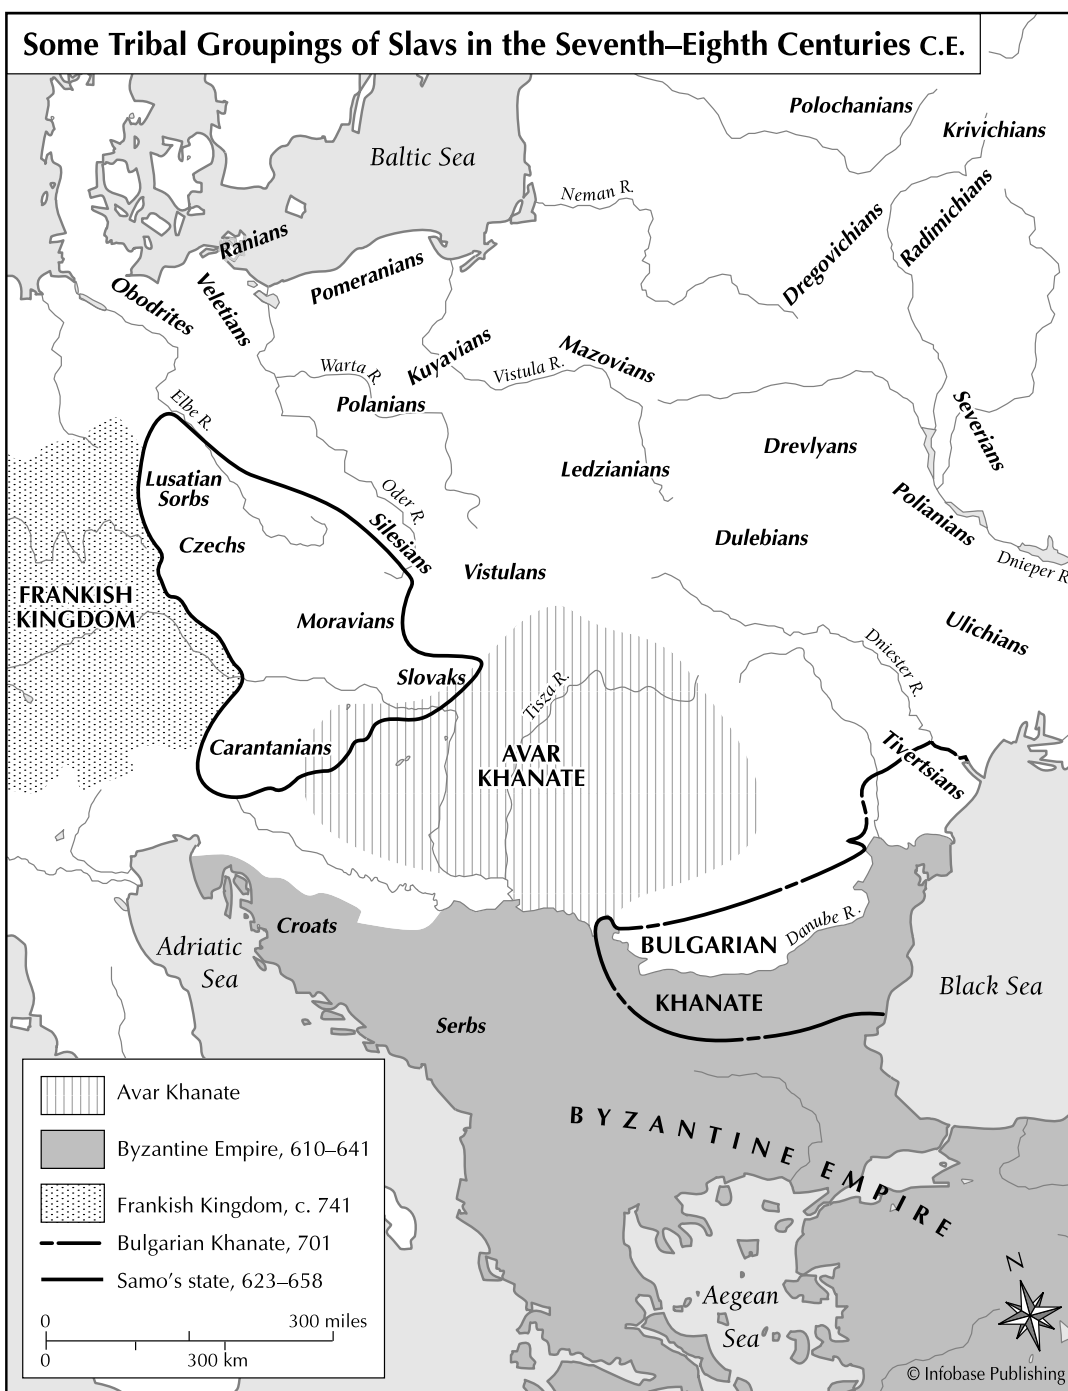 Some Tribal Groupings of Slavs in the Seventh–Eighth Centuries C.E.
Polochanians
Krivichians
Baltic Sea
Neman R.
Radimichians
Dregovichians
Ranians
Pomeranians
Veletians
Obodrites
Kuyavians
Mazovians
Warta R.
Vistula R.
Polanians
Elbe R.
Severians
Drevlyans
Ledzianians
Lusatian
Sorbs
Oder R.
Silesians
Polianians
Czechs
Dulebians
Dnieper R.
Vistulans
FRANKISH
KINGDOM
Moravians
Ulichians
Dniester R.
Slovaks
Tisza R.
Carantanians
AVAR
KHANATE
Tivertsians
Croats
Danube R.
BULGARIAN
KHANATE
Adriatic
Sea
Black Sea
Serbs
BYZANTINE EMPIRE
Aegean
Sea
Avar Khanate
Byzantine Empire, 610–641
Frankish Kingdom, c. 741
Bulgarian Khanate, 701
Samo's state, 623–658
0 300 miles
0 300 km
N
© Infobase Publishing